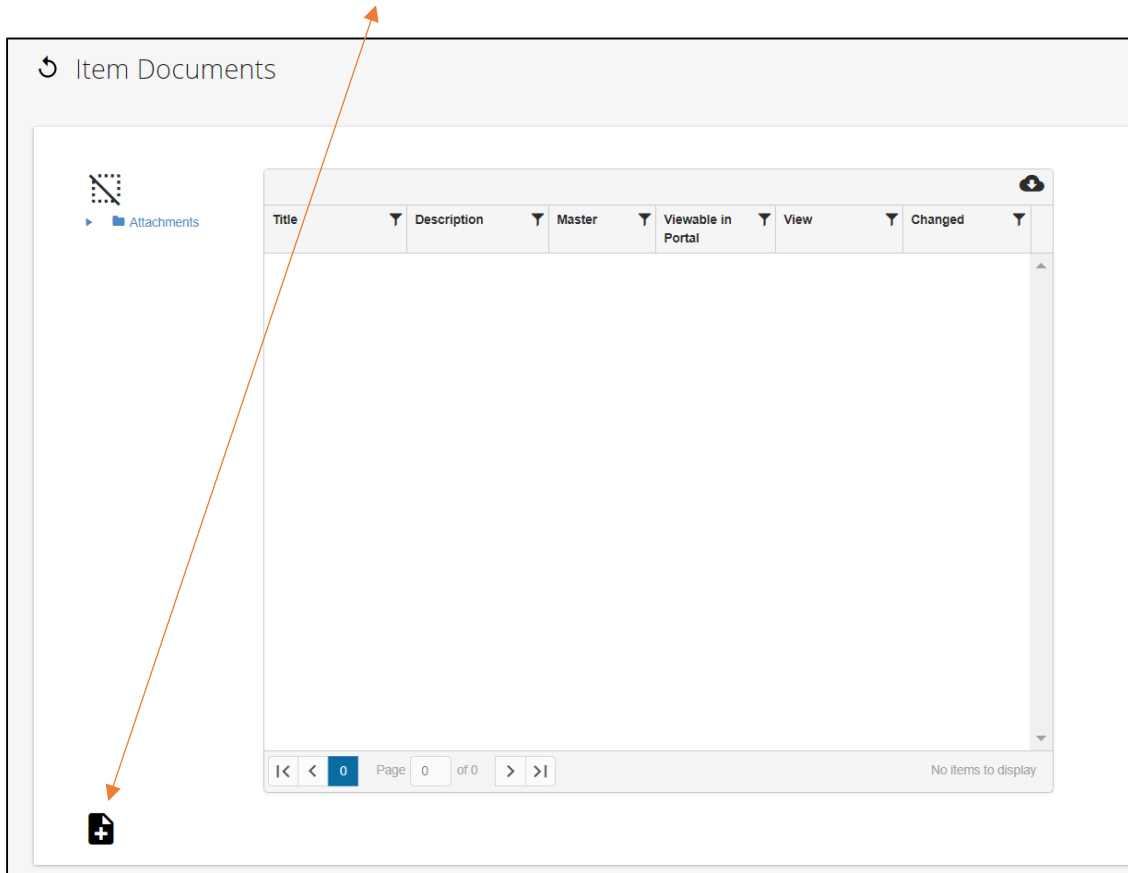 Item Documents
Attachments
Title Description Master Viewable in Portal View Changed
0 Page 0 of 0 No items to display